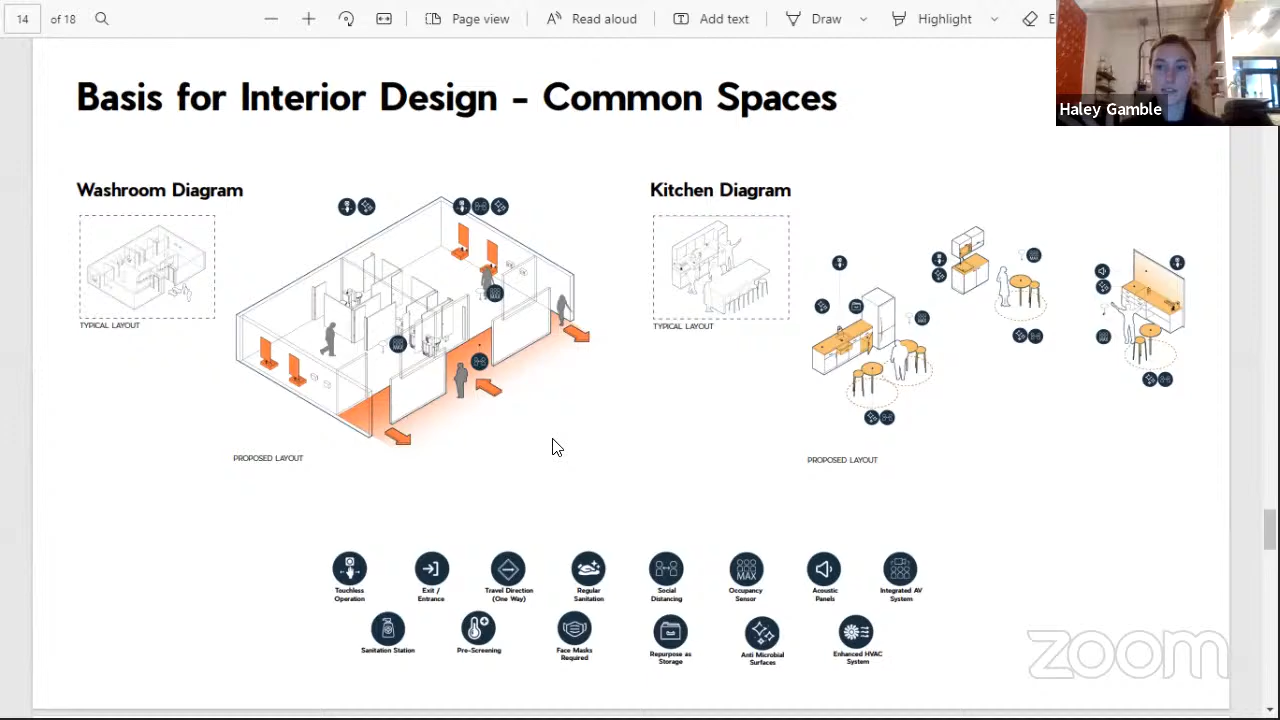 14 of 18 Page view Read aloud Add text Draw Highlight E
Haley Gamble
Basis for Interior Design - Common Spaces
Washroom Diagram
TYPICAL LAYOUT
PROPOSED LAYOUT
Kitchen Diagram
TYPICAL LAYOUT
PROPOSED LAYOUT
MAX
Touchless
Operation
Exit /
Entrance
Travel Direction
(One Way)
Regular
Sanitation
Social
Distancing
Occupancy
Sensor
Acoustic
Panels
Integrated AV
System
Sanitation Station
Pre-Screening
Face Masks
Required
Repurpose as
Storage
Anti Microbial
Surfaces
Enhanced HVAC
System
zoom